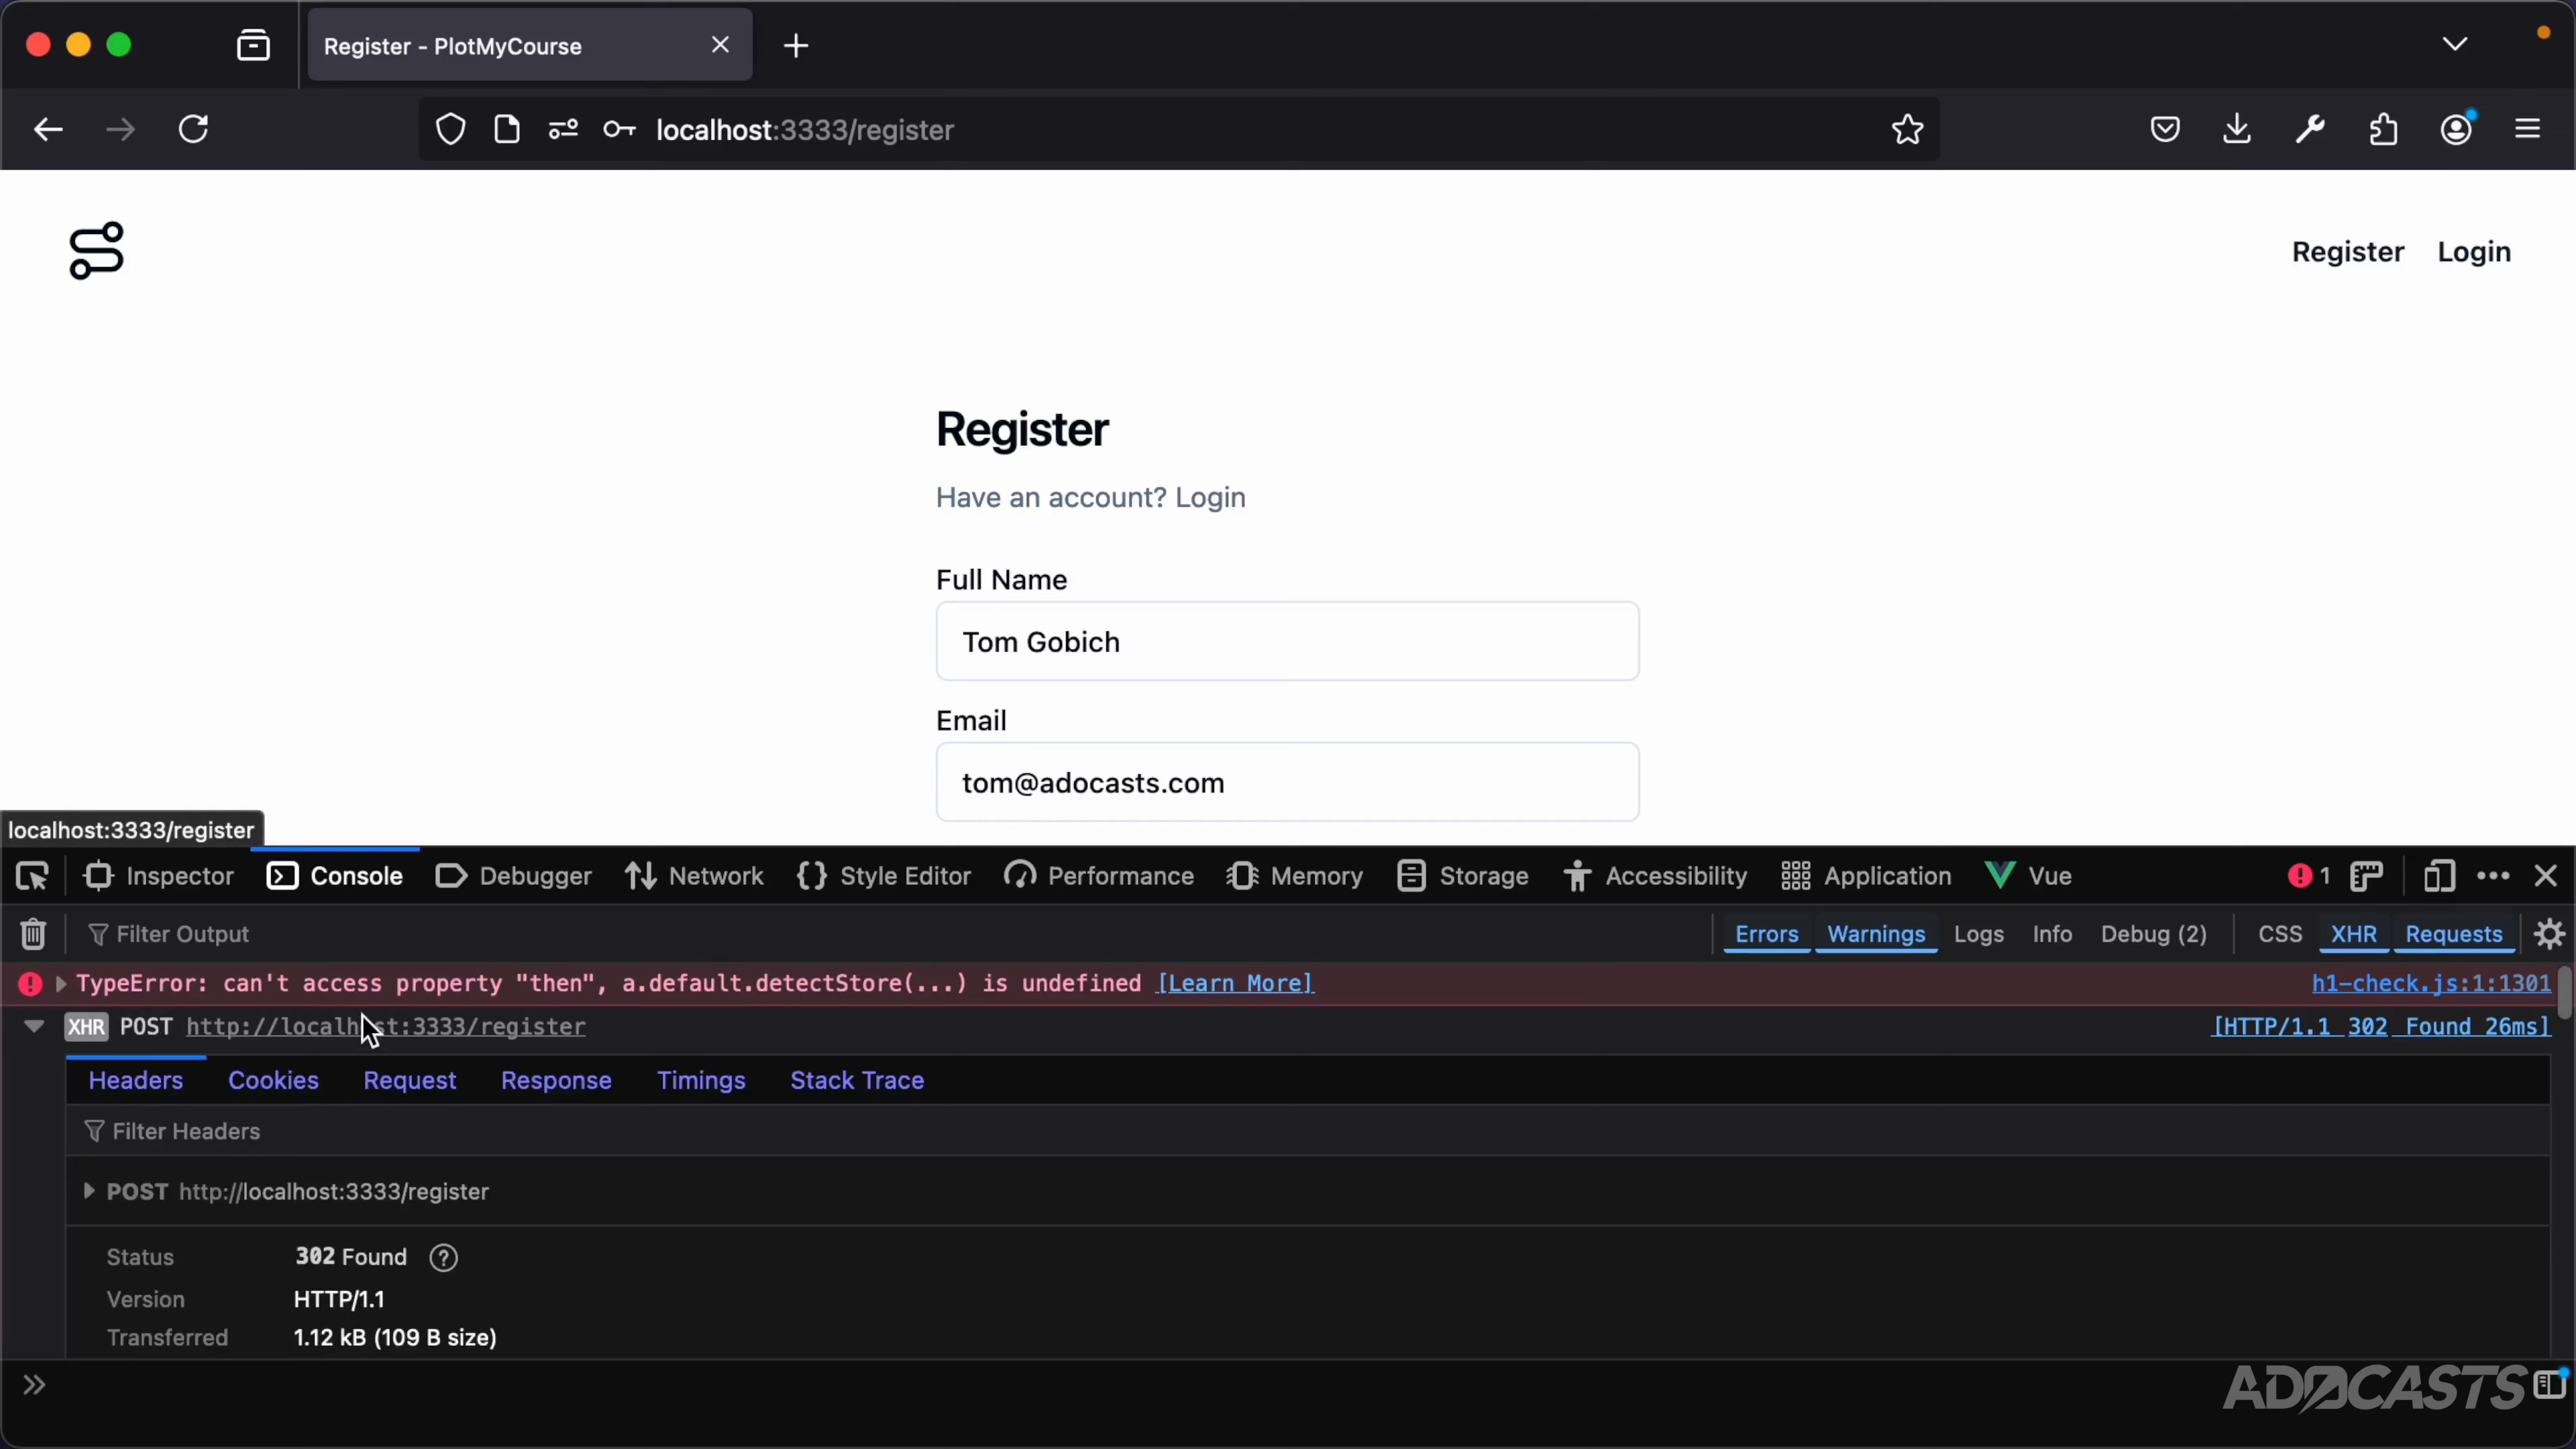 Register - PlotMyCourse
localhost:3333/register
Register Login
Register
Have an account? Login
Full Name
Tom Gobich
Email
tom@adocasts.com
localhost:3333/register
Inspector Console Debugger Network Style Editor Performance Memory Storage Accessibility Application Vue 1
Filter Output Errors Warnings Logs Info Debug (2) CSS XHR Requests
TypeError: can't access property "then", a.default.detectStore(...) is undefined [Learn More] h1-check.js:1:1301
XHR POST http://localhost:3333/register [HTTP/1.1 302 Found 26ms]
Headers Cookies Request Response Timings Stack Trace
Filter Headers
POST http://localhost:3333/register
Status 302 Found ?
Version HTTP/1.1
Transferred 1.12 kB (109 B size)
ADOCASTS